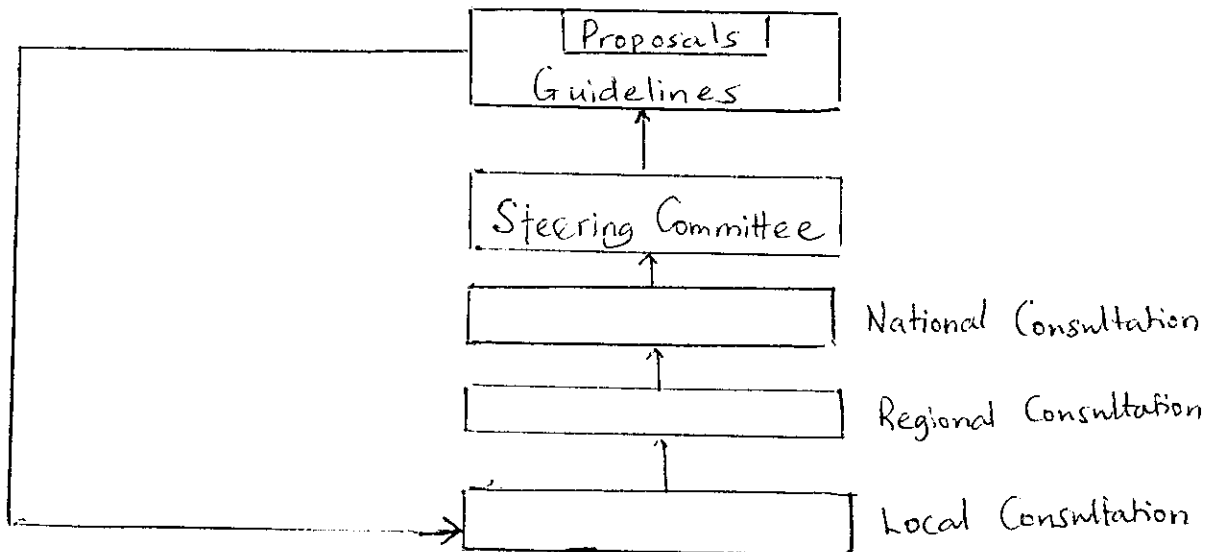 Proposals
Guidelines
Steering Committee
National Consultation
Regional Consultation
Local Consultation